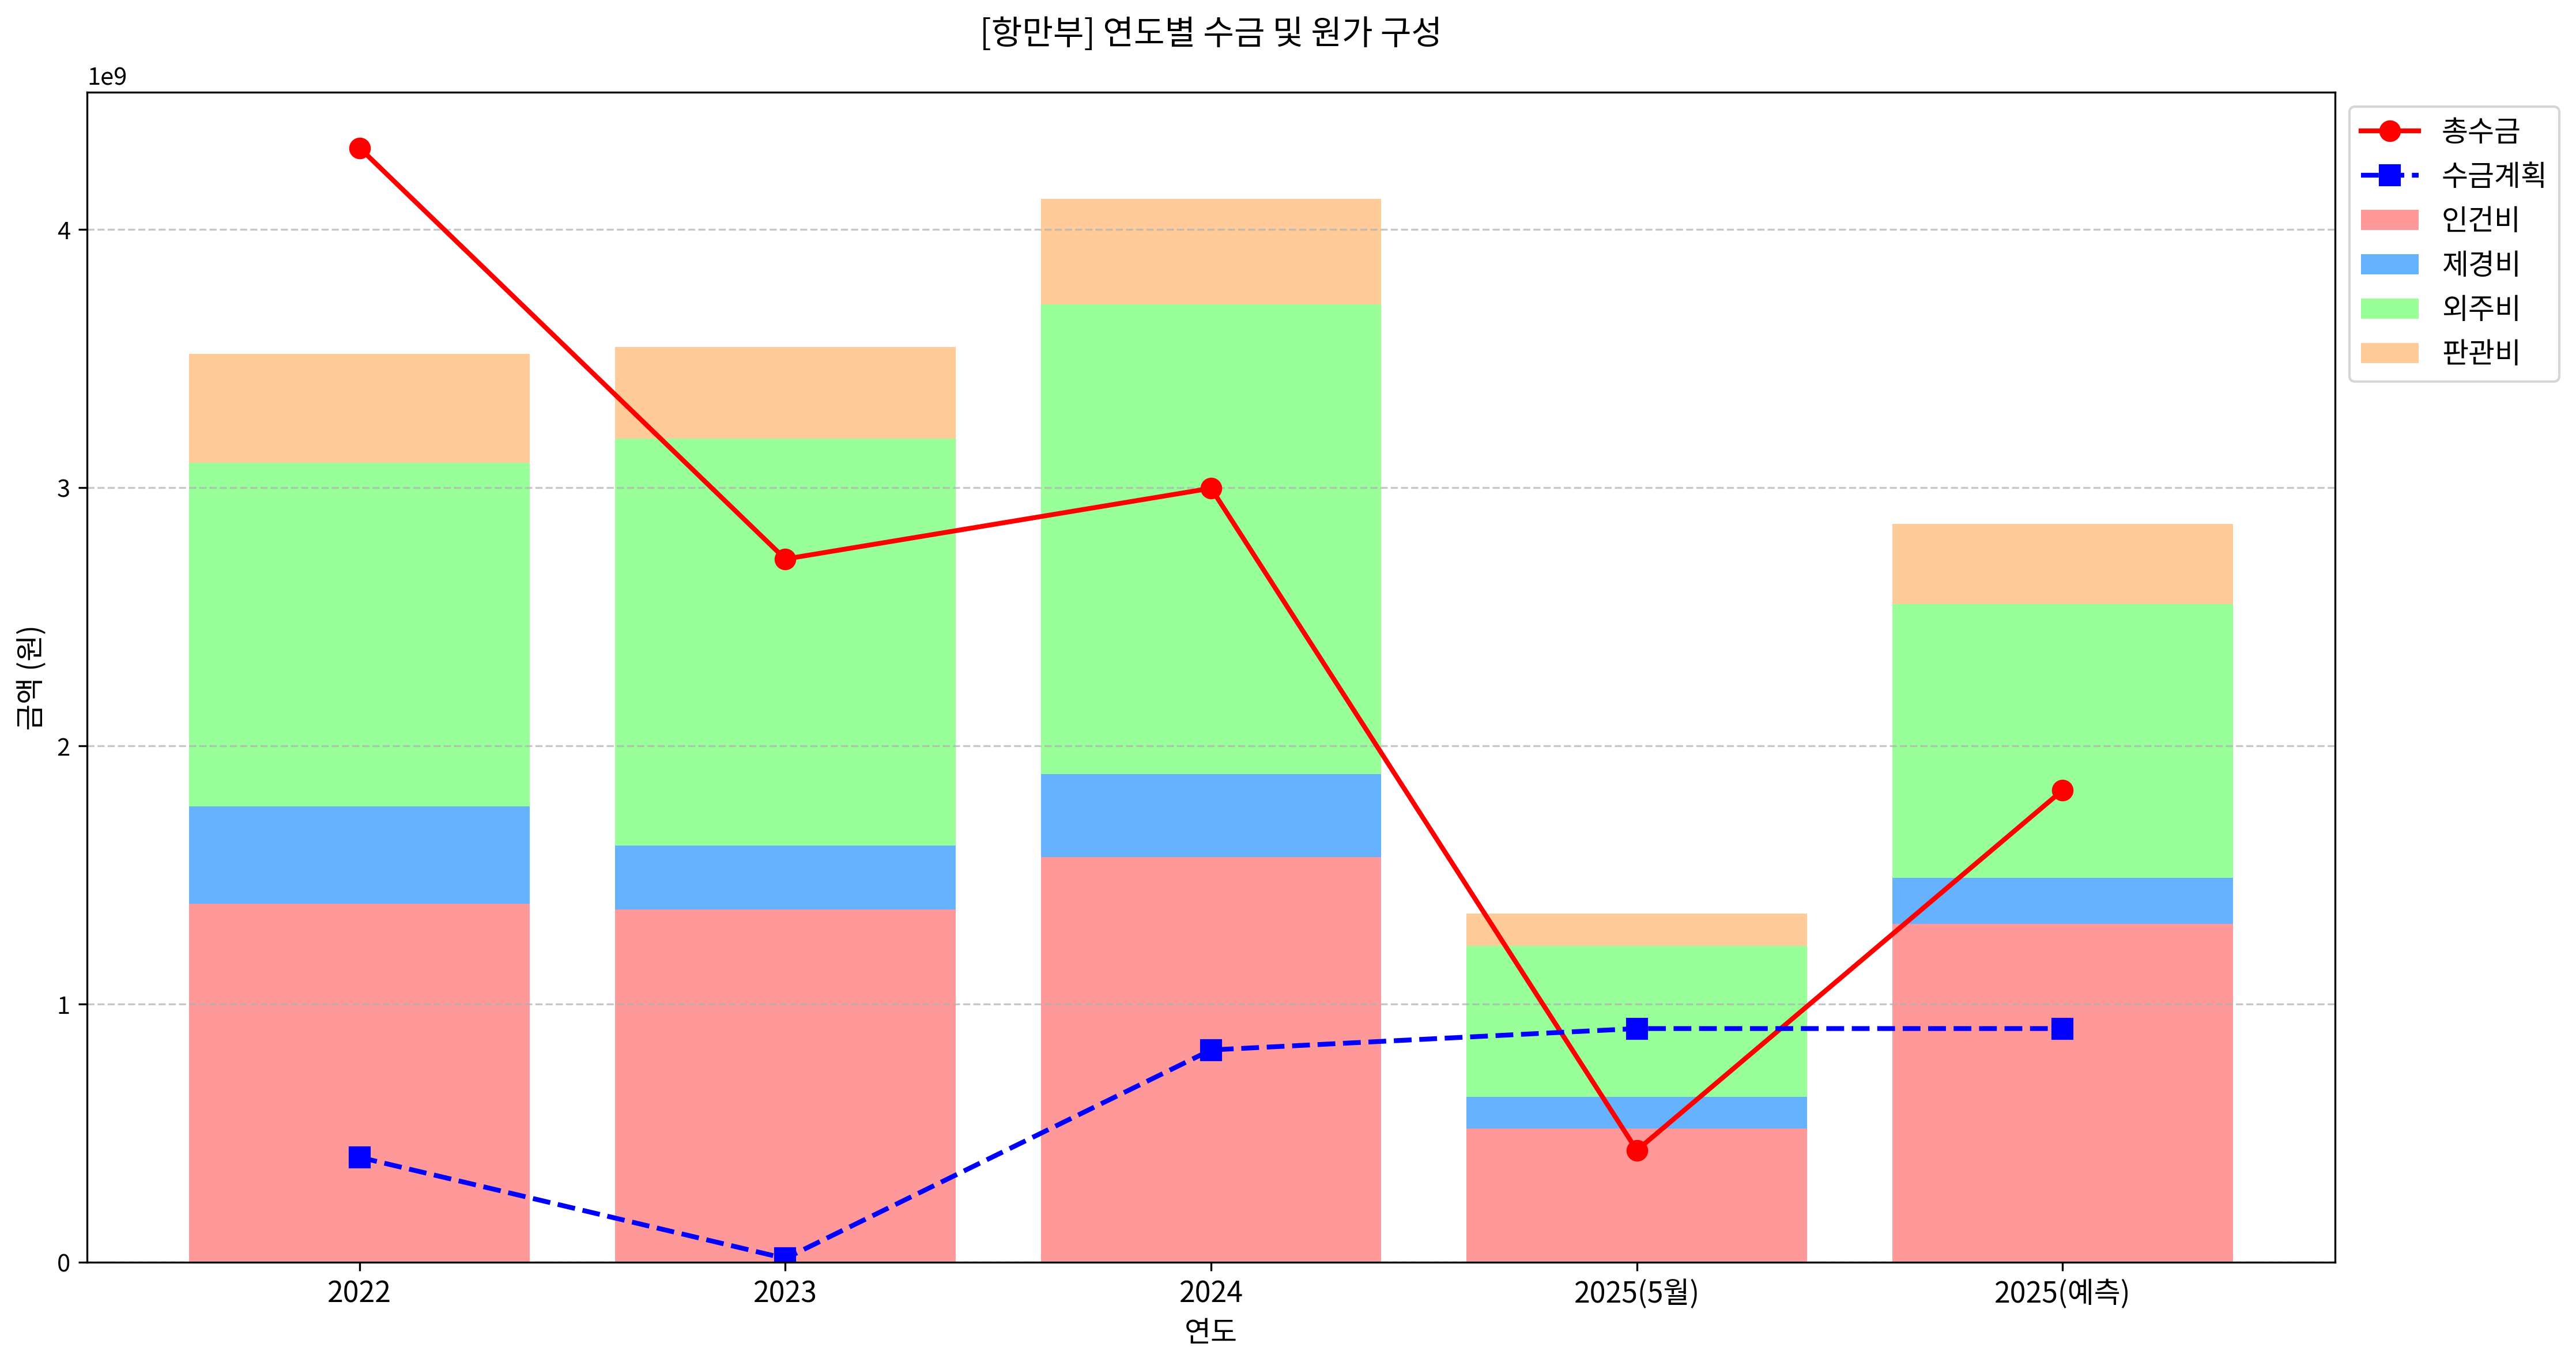 [항만부] 연도별 수금 및 원가 구성
1e9
총수금
수금계획
인건비
제경비
외주비
판관비
4
3
2
1
0
금액 (원)
2022
2023
2024
2025(5월)
2025(예측)
연도